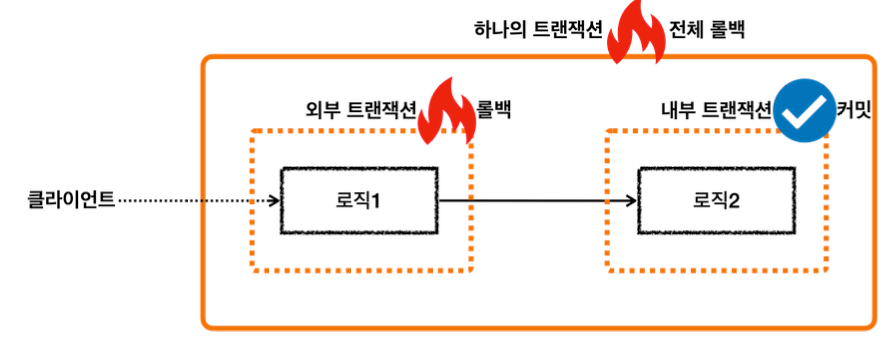 하나의 트랜잭션 전체 롤백
외부 트랜잭션 롤백
내부 트랜잭션 커밋
클라이언트
로직1
로직2